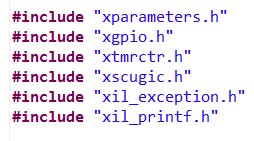 #include "xparameters.h"
#include "xgpio.h"
#include "xtmrctr.h"
#include "xscugic.h"
#include "xil_exception.h"
#include "xil_printf.h"